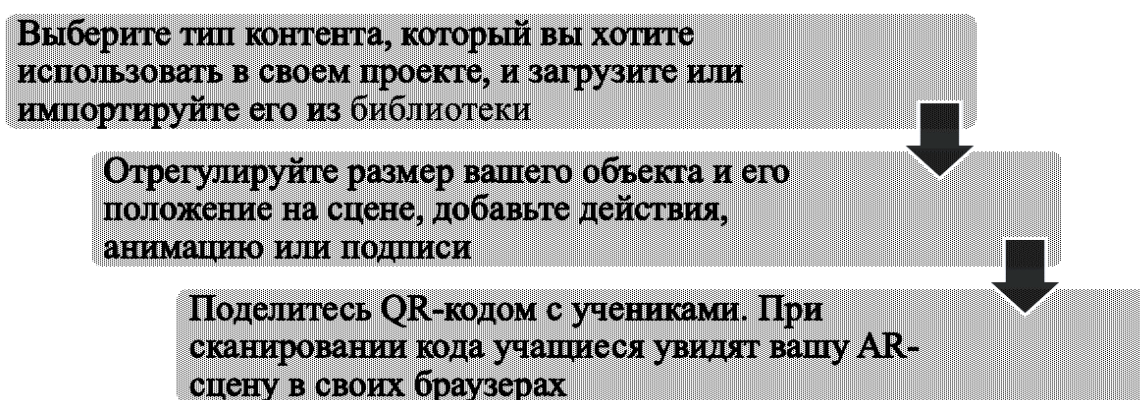 Выберите тип контента, который вы хотите
использовать в своем проекте, и загрузите или
импортируйте его из библиотеки
Отрегулируйте размер вашего объекта и его
положение на сцене, добавьте действия,
анимацию или подписи
Поделитесь QR-кодом с учениками. При
сканировании кода учащиеся увидят вашу AR-
сцену в своих браузерах